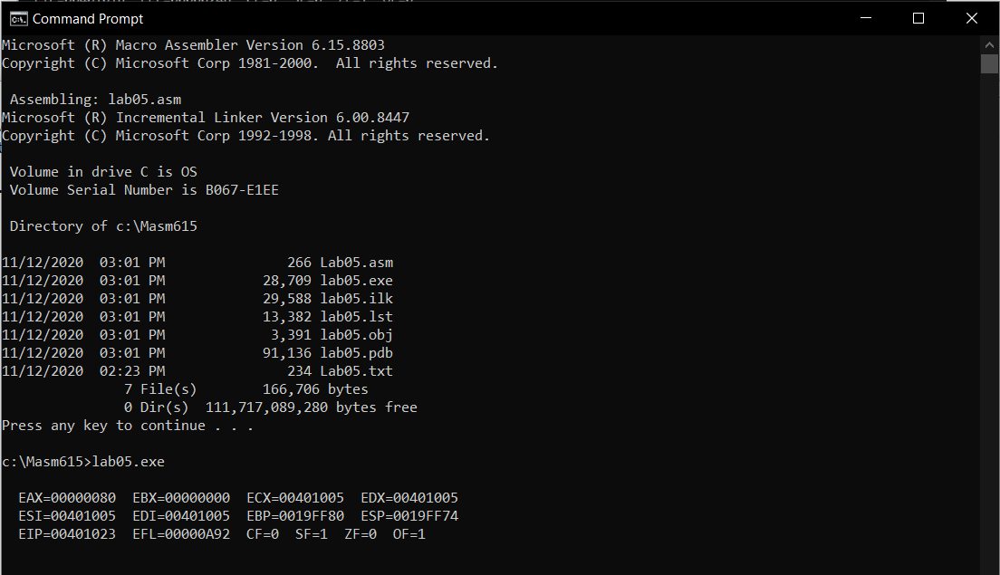 Command Prompt
Microsoft (R) Macro Assembler Version 6.15.8803
Copyright (C) Microsoft Corp 1981-2000.  All rights reserved.
 Assembling: lab05.asm
Microsoft (R) Incremental Linker Version 6.00.8447
Copyright (C) Microsoft Corp 1992-1998. All rights reserved.
 Volume in drive C is OS
 Volume Serial Number is B067-E1EE
 Directory of c:\Masm615
11/12/2020  03:01 PM               266 Lab05.asm
11/12/2020  03:01 PM            28,709 lab05.exe
11/12/2020  03:01 PM            29,588 lab05.ilk
11/12/2020  03:01 PM            13,382 lab05.lst
11/12/2020  03:01 PM             3,391 lab05.obj
11/12/2020  03:01 PM            91,136 lab05.pdb
11/12/2020  02:23 PM               234 Lab05.txt
               7 File(s)        166,706 bytes
               0 Dir(s)  111,717,089,280 bytes free
Press any key to continue . . .
c:\Masm615>lab05.exe
  EAX=00000080  EBX=00000000  ECX=00401005  EDX=00401005
  ESI=00401005  EDI=00401005  EBP=0019FF80  ESP=0019FF74
  EIP=00401023  EFL=00000A92  CF=0  SF=1  ZF=0  OF=1